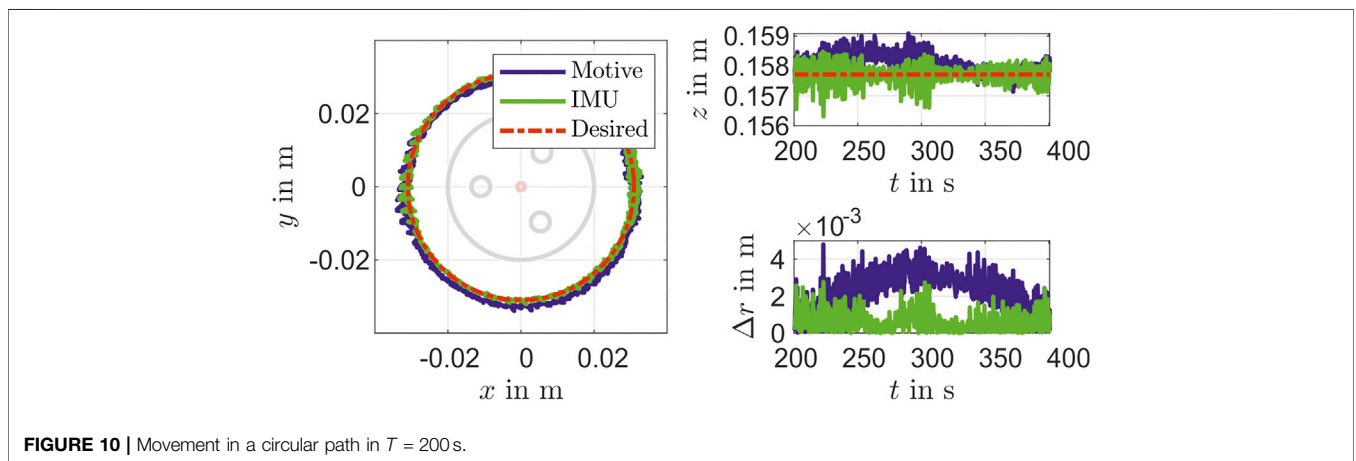 Motive
IMU
Desired
0.02
0
-0.02
y in m
-0.02 0 0.02
x in m
0.159
0.158
0.157
0.156
z in m
200 250 300 350 400
t in s
×10⁻³
4
2
0
Δr in m
200 250 300 350 400
t in s
FIGURE 10 | Movement in a circular path in T = 200 s.